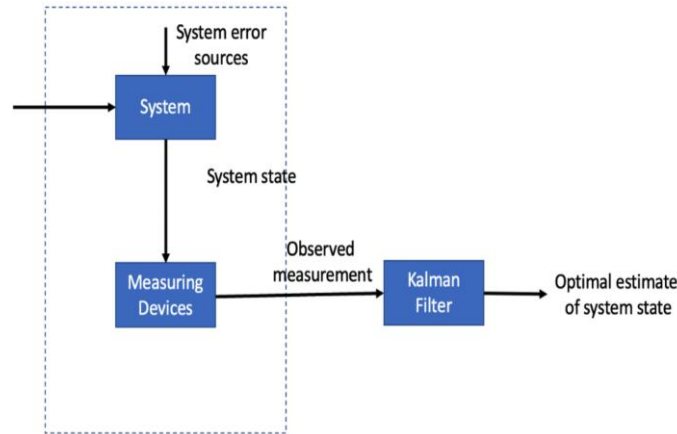 System error
sources
System
System state
Observed
measurement
Measuring
Devices
Kalman
Filter
Optimal estimate
of system state